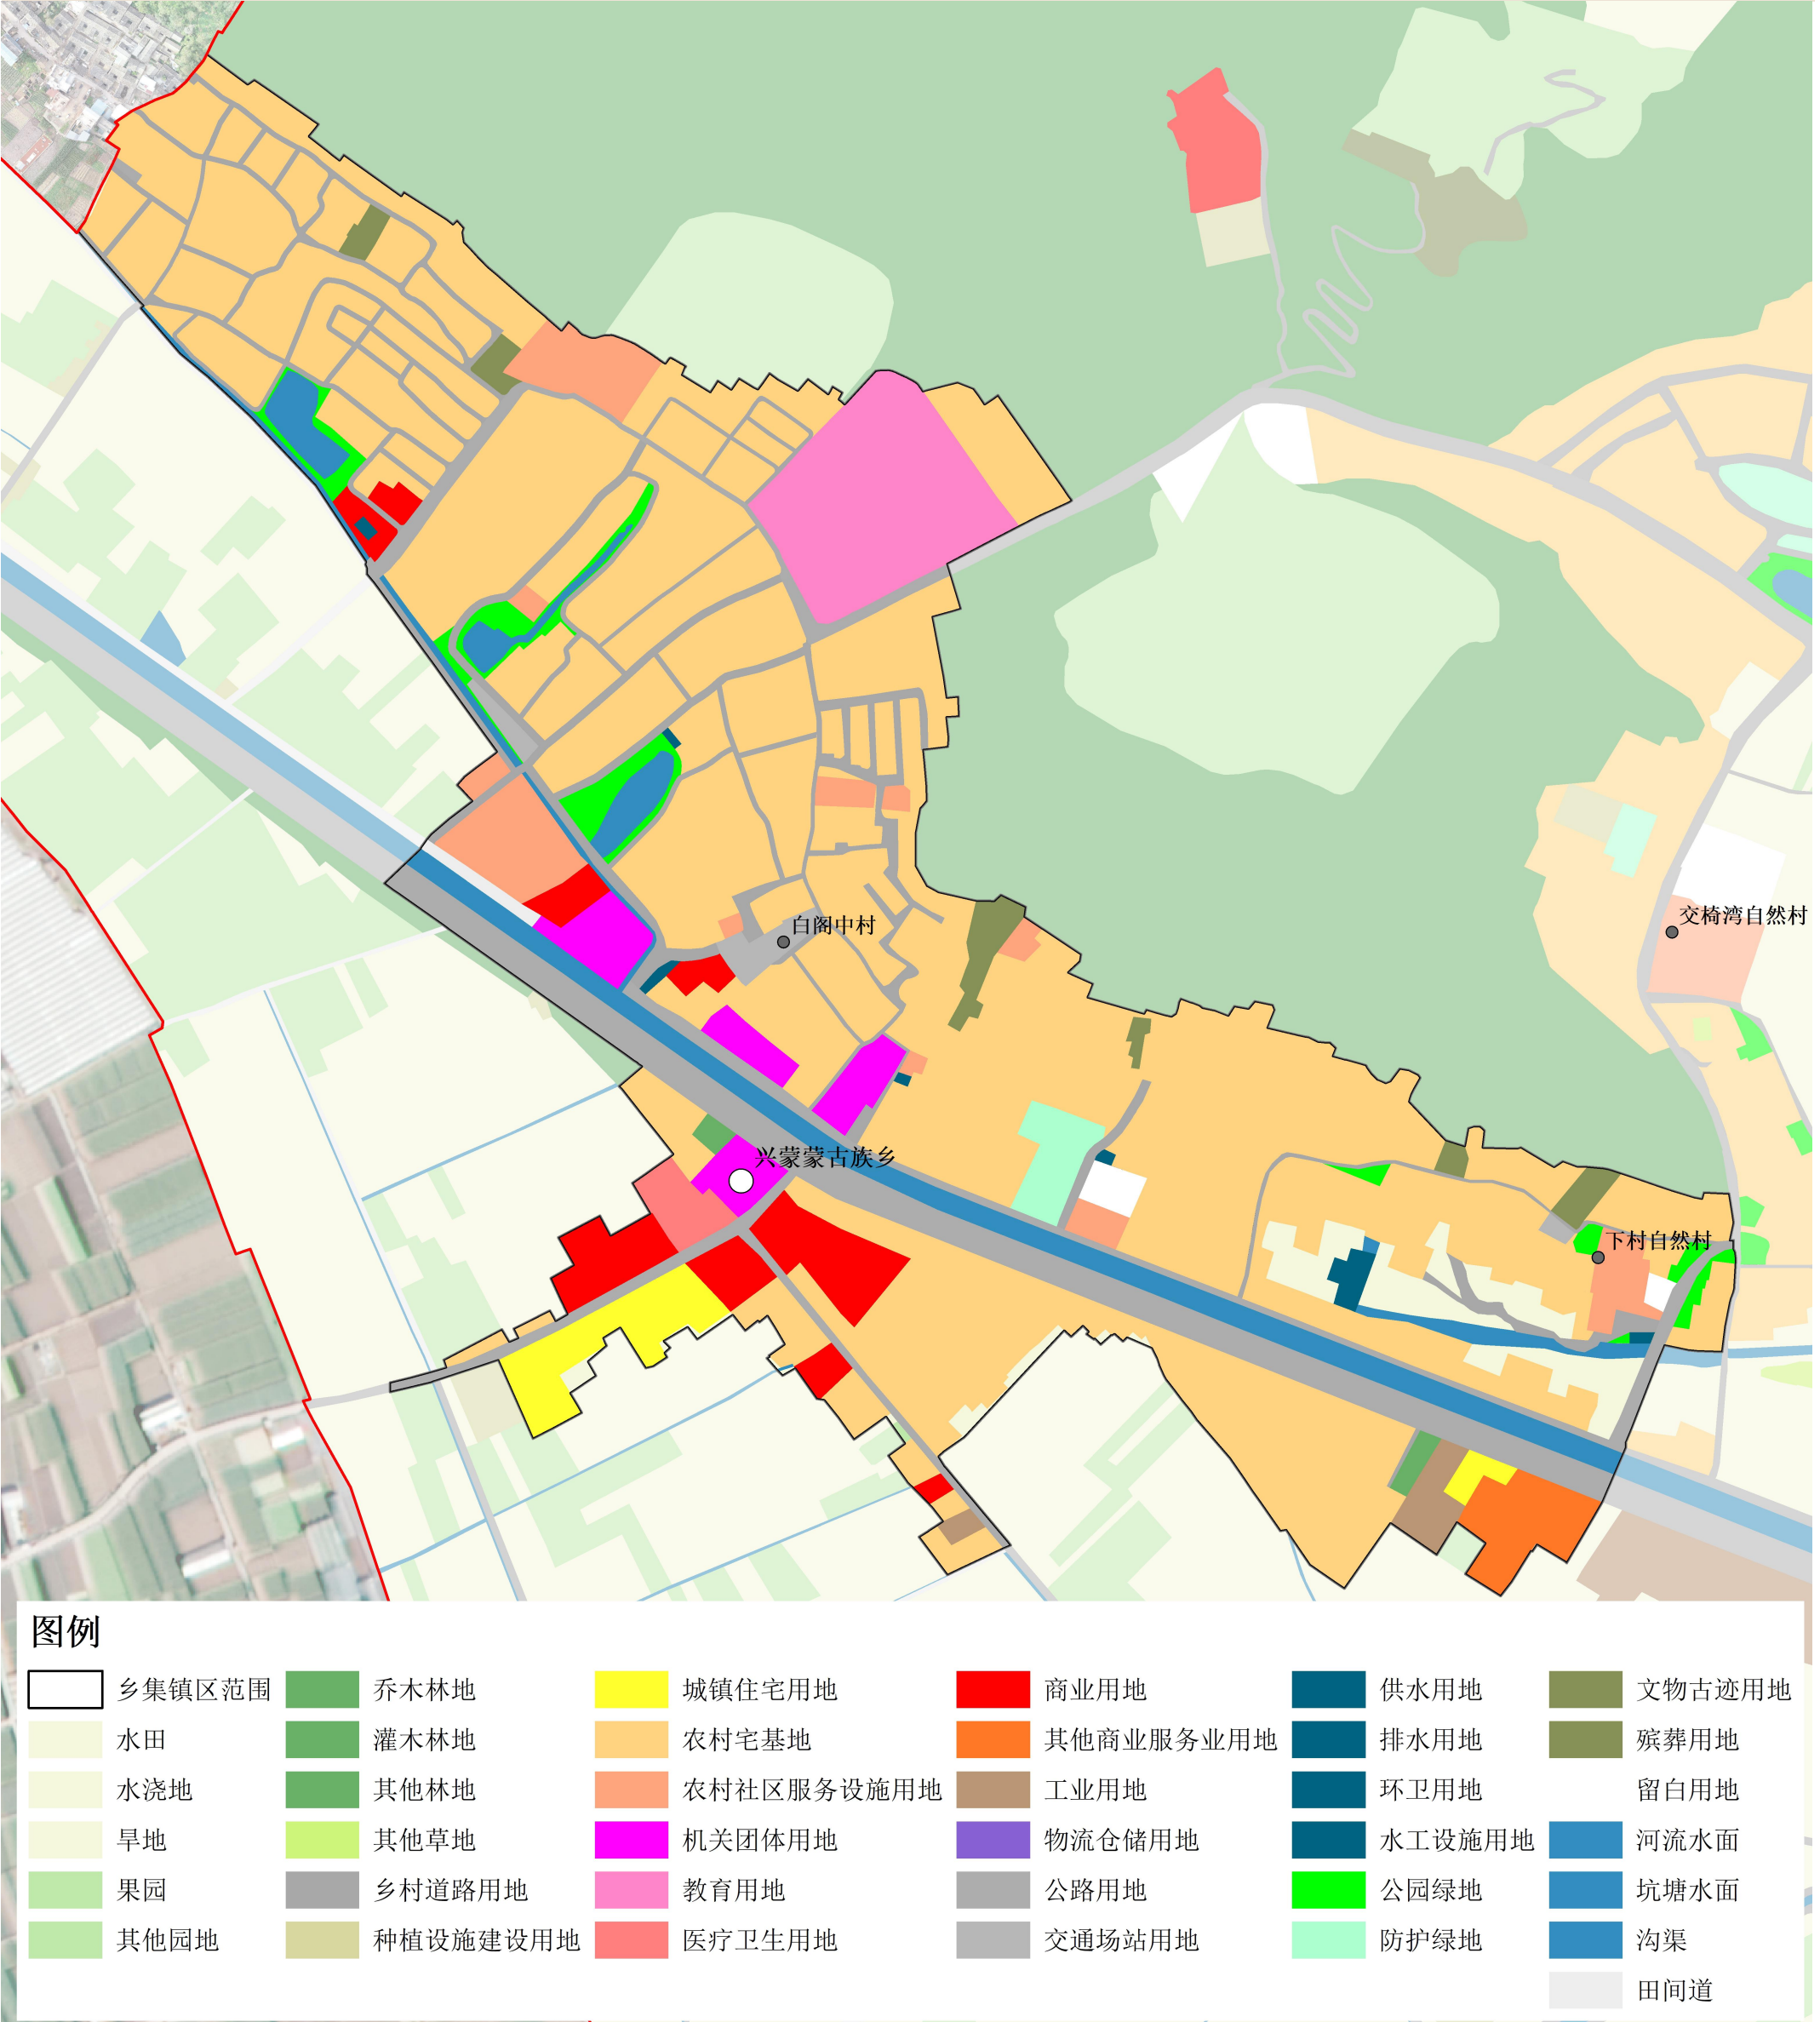 白阁中村
交椅湾自然村
兴蒙蒙古族乡
下村自然村
图例
乡集镇区范围
乔木林地
城镇住宅用地
商业用地
供水用地
文物古迹用地
水田
灌木林地
农村宅基地
其他商业服务业用地
排水用地
殡葬用地
水浇地
其他林地
农村社区服务设施用地
工业用地
环卫用地
留白用地
旱地
其他草地
机关团体用地
物流仓储用地
水工设施用地
河流水面
果园
乡村道路用地
教育用地
公路用地
公园绿地
坑塘水面
其他园地
种植设施建设用地
医疗卫生用地
交通场站用地
防护绿地
沟渠
田间道